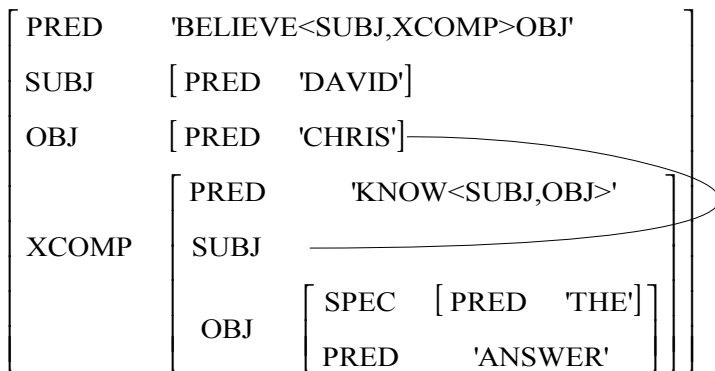 PRED 'BELIEVE<SUBJ,XCOMP>OBJ'
SUBJ [PRED 'DAVID']
OBJ [PRED 'CHRIS']
PRED 'KNOW<SUBJ,OBJ>'
XCOMP SUBJ
SPEC [PRED 'THE']
OBJ
PRED 'ANSWER'